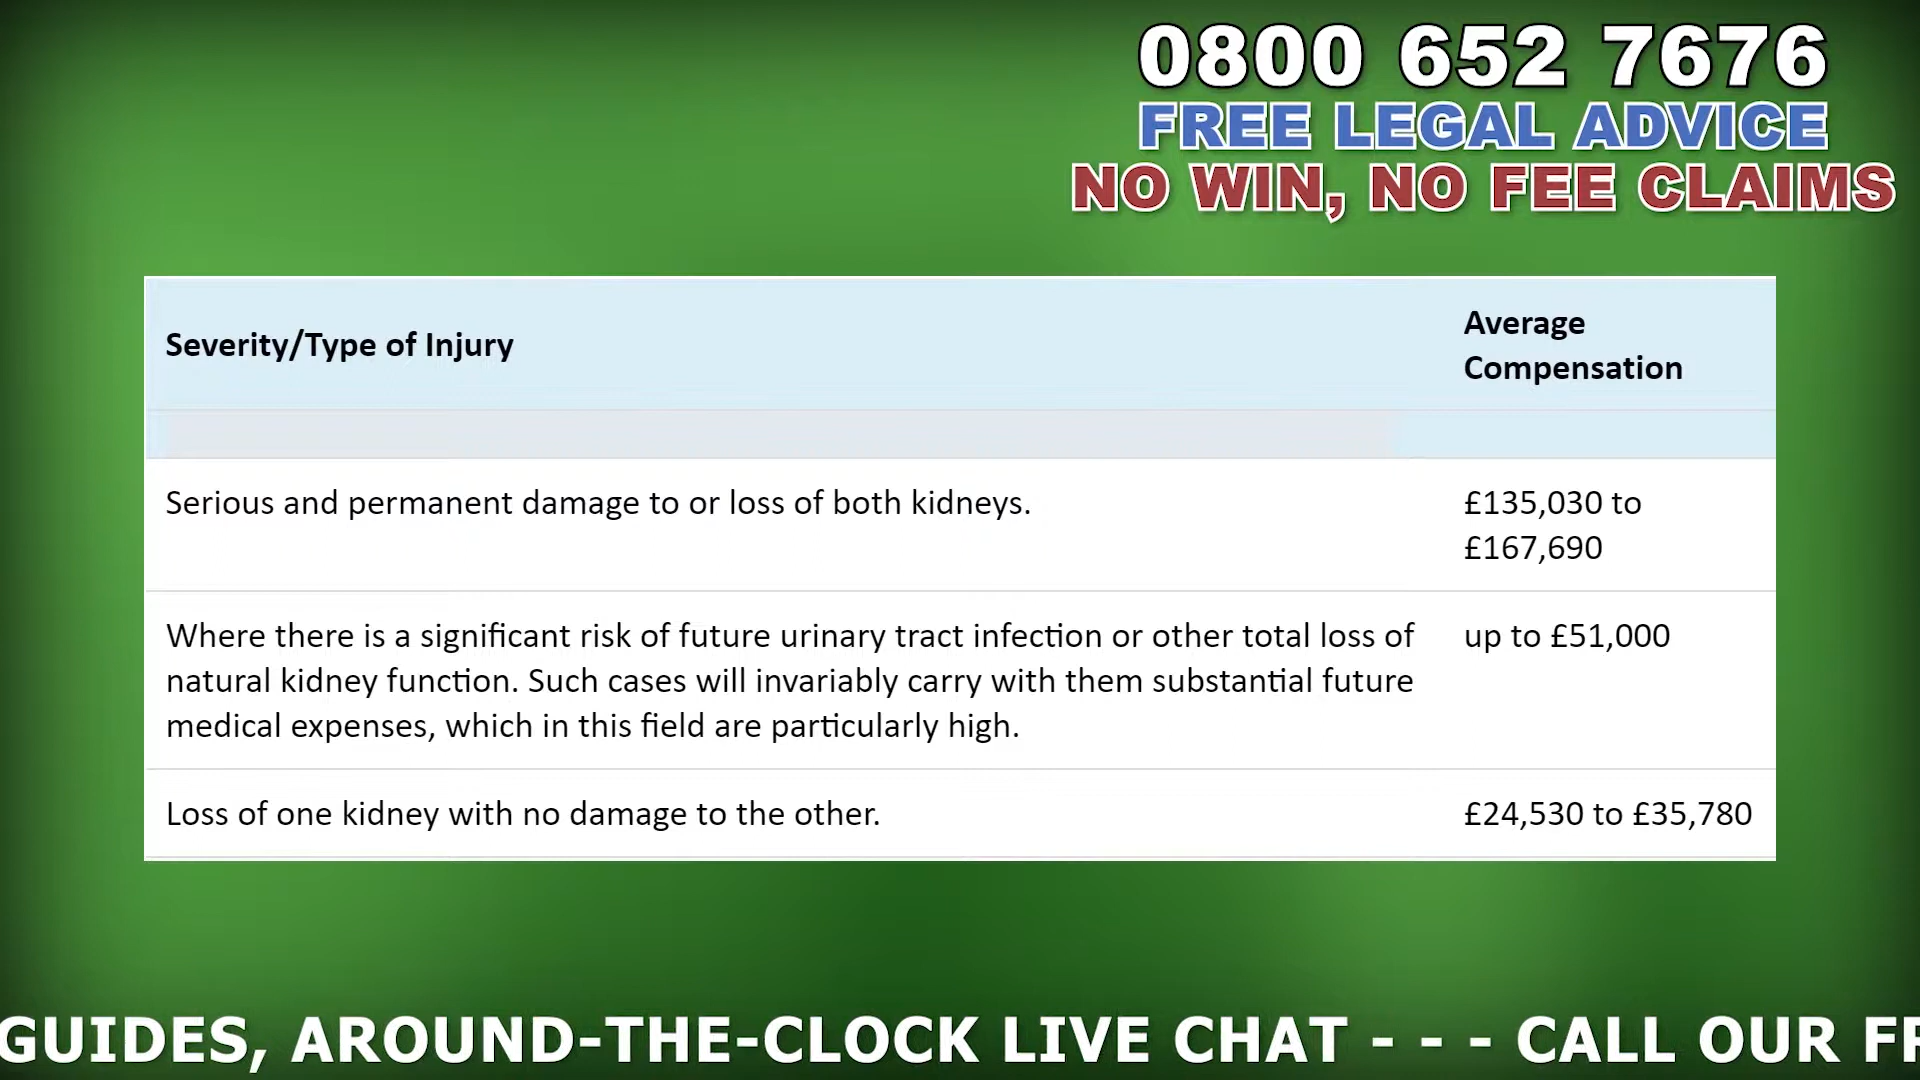 0800 652 7676
FREE LEGAL ADVICE
NO WIN, NO FEE CLAIMS
Severity/Type of Injury
Average
Compensation
Serious and permanent damage to or loss of both kidneys.
£135,030 to
£167,690
Where there is a significant risk of future urinary tract infection or other total loss of
natural kidney function. Such cases will invariably carry with them substantial future
medical expenses, which in this field are particularly high.
up to £51,000
Loss of one kidney with no damage to the other.
£24,530 to £35,780
GUIDES, AROUND-THE-CLOCK LIVE CHAT - - - CALL OUR